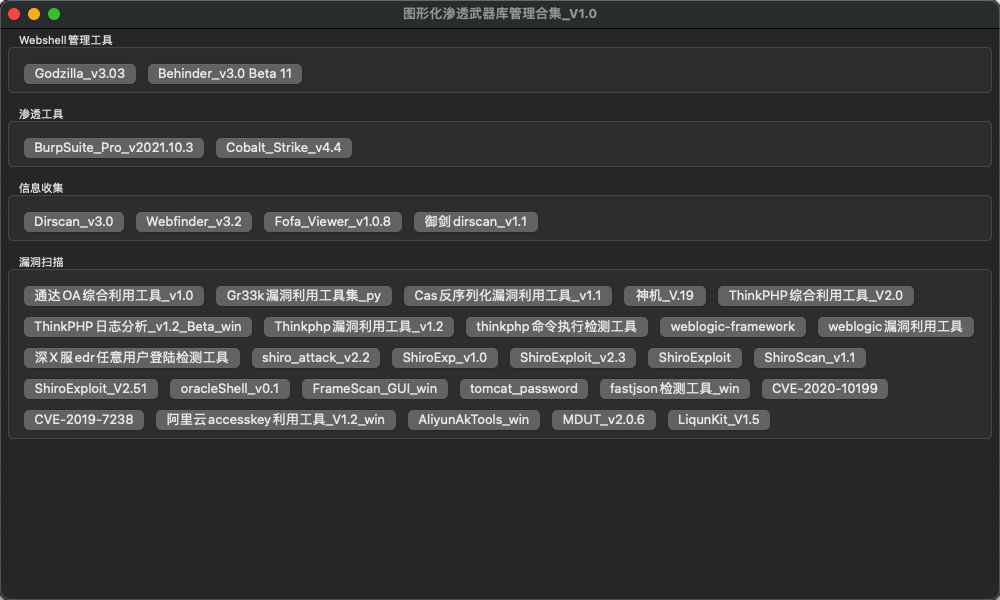 图形化渗透武器库管理合集_V1.0
Webshell管理工具
Godzilla_v3.03 Behinder_v3.0 Beta 11
渗透工具
BurpSuite_Pro_v2021.10.3 Cobalt_Strike_v4.4
信息收集
Dirscan_v3.0 Webfinder_v3.2 Fofa_Viewer_v1.0.8 御剑dirscan_v1.1
漏洞扫描
通达OA综合利用工具_v1.0 Gr33k漏洞利用工具集_py Cas反序列化漏洞利用工具_v1.1 神机_V.19 ThinkPHP综合利用工具_V2.0
ThinkPHP日志分析_v1.2_Beta_win Thinkphp漏洞利用工具_v1.2 thinkphp命令执行检测工具 weblogic-framework weblogic漏洞利用工具
深X服edr任意用户登陆检测工具 shiro_attack_v2.2 ShiroExp_v1.0 ShiroExploit_v2.3 ShiroExploit ShiroScan_v1.1
ShiroExploit_V2.51 oracleShell_v0.1 FrameScan_GUI_win tomcat_password fastjson检测工具_win CVE-2020-10199
CVE-2019-7238 阿里云accesskey利用工具_V1.2_win AliyunAkTools_win MDUT_v2.0.6 LiqunKit_V1.5